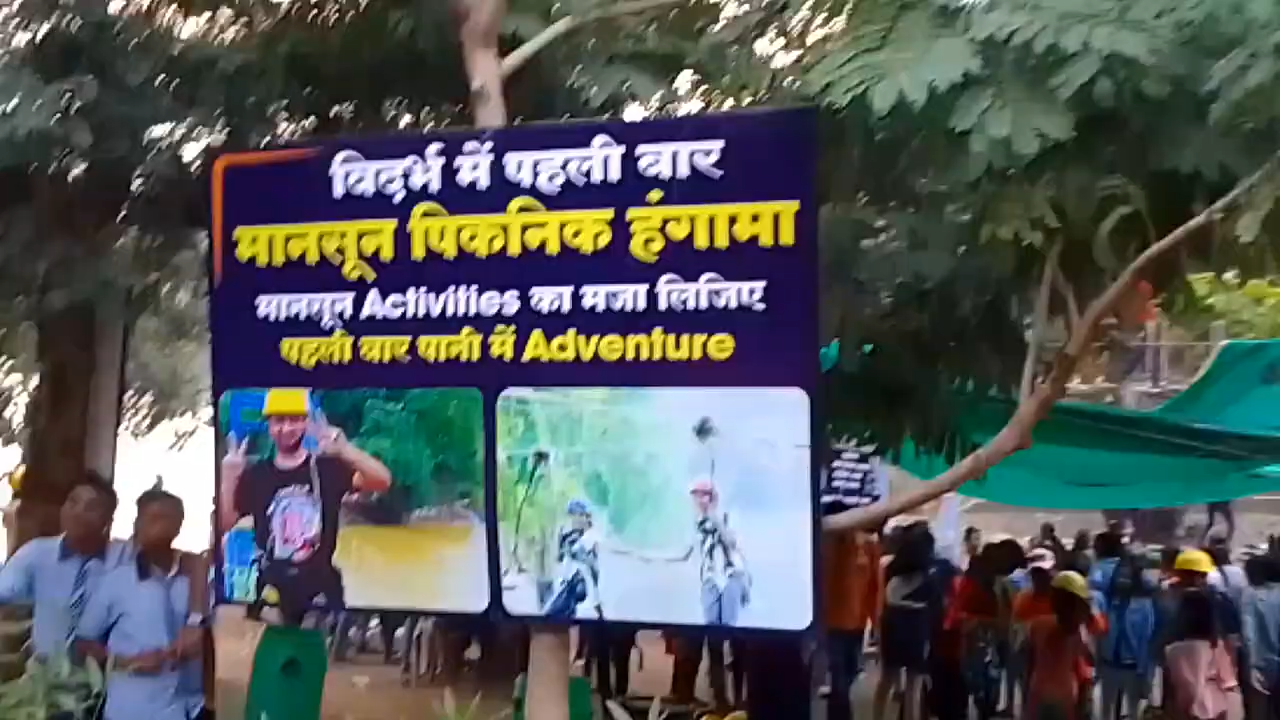 विदर्भ में पहली बार
मानसून पिकनिक हंगामा
मानसून Activities का मजा लिजिए
पहली बार पानी में Adventure